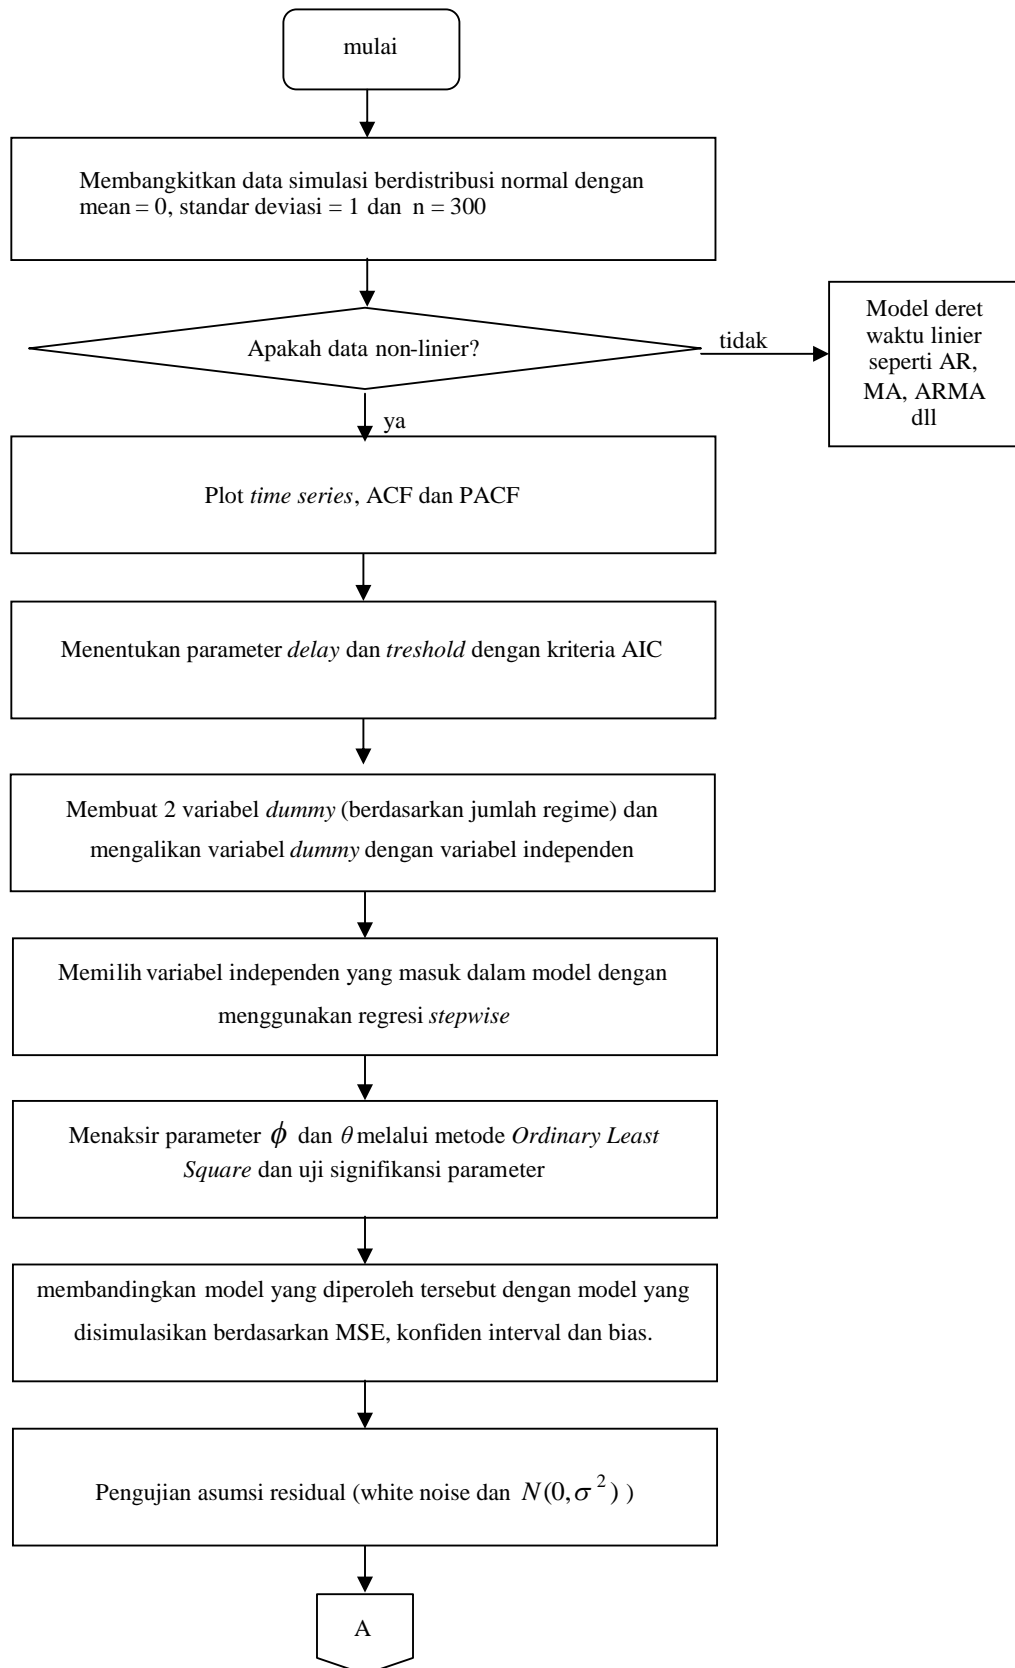 mulai
Membangkitkan data simulasi berdistribusi normal dengan
mean = 0, standar deviasi = 1 dan n = 300
Apakah data non-linier?
tidak
Model deret
waktu linier
seperti AR,
MA, ARMA
dll
ya
Plot time series, ACF dan PACF
Menentukan parameter delay dan treshold dengan kriteria AIC
Membuat 2 variabel dummy (berdasarkan jumlah regime) dan
mengalikan variabel dummy dengan variabel independen
Memilih variabel independen yang masuk dalam model dengan
menggunakan regresi stepwise
Menaksir parameter ϕ dan θ melalui metode Ordinary Least
Square dan uji signifikansi parameter
membandingkan model yang diperoleh tersebut dengan model yang
disimulasikan berdasarkan MSE, konfiden interval dan bias.
Pengujian asumsi residual (white noise dan N(0,σ²) )
A